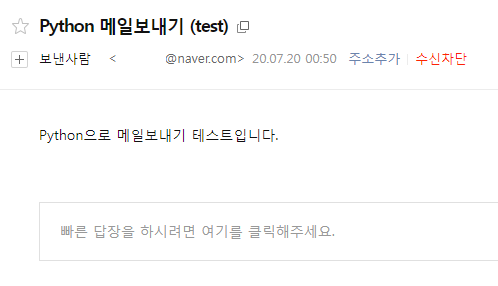 Python 메일보내기 (test)
보낸사람 < @naver.com> 20.07.20 00:50 주소추가 수신차단
Python으로 메일보내기 테스트입니다.
빠른 답장을 하시려면 여기를 클릭해주세요.